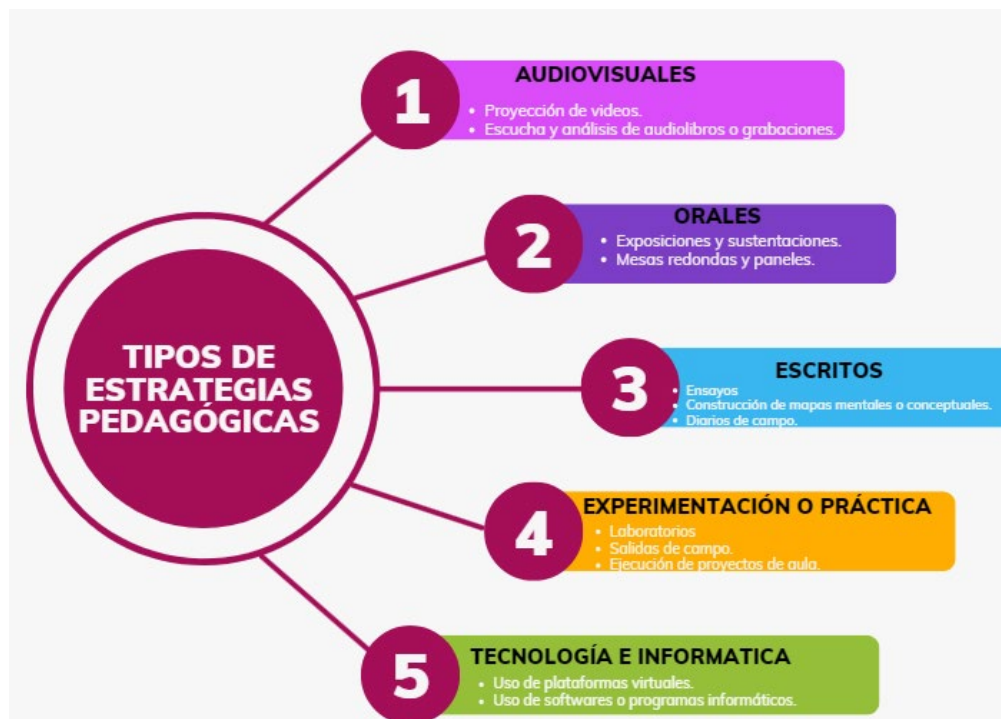 TIPOS DE
ESTRATEGIAS
PEDAGÓGICAS
1
AUDIOVISUALES
• Proyección de videos.
• Escucha y análisis de audiolibros o grabaciones.
2
ORALES
• Exposiciones y sustentaciones.
• Mesas redondas y paneles.
3
ESCRITOS
• Ensayos
• Construcción de mapas mentales o conceptuales.
• Diarios de campo.
4
EXPERIMENTACIÓN O PRÁCTICA
• Laboratorios
• Salidas de campo.
• Ejecución de proyectos de aula.
5
TECNOLOGÍA E INFORMATICA
• Uso de plataformas virtuales.
• Uso de softwares o programas informáticos.